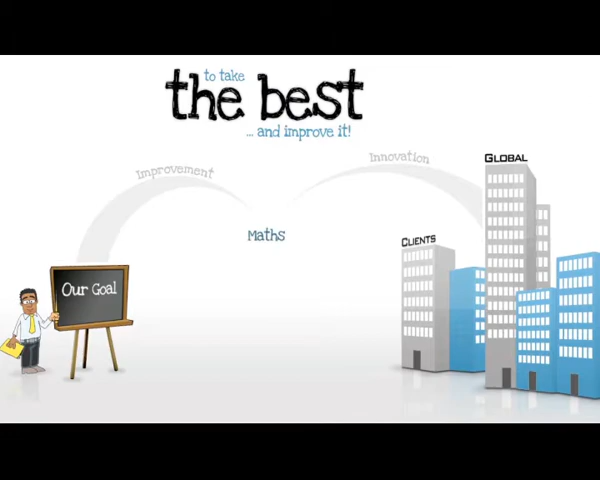 to take
the best
... and improve it!
Improvement
Innovation
Global
Maths
Clients
Our Goal